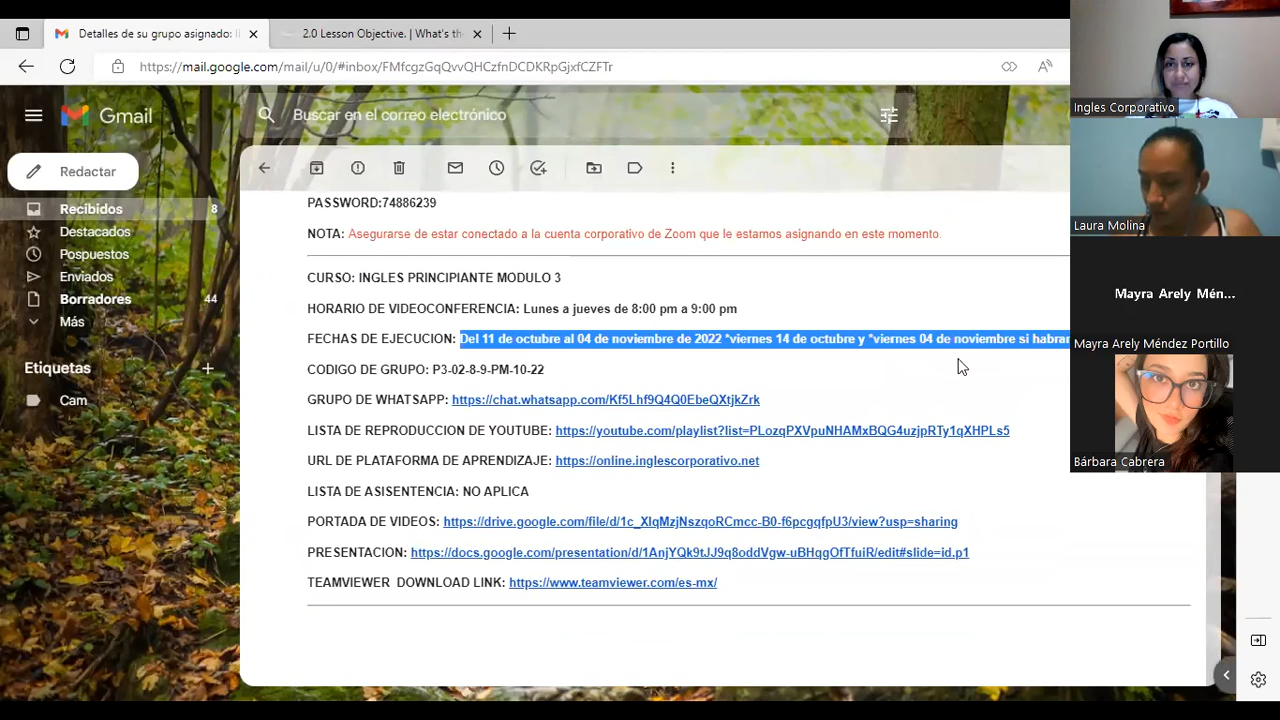 Detalles de su grupo asignado: II
2.0 Lesson Objective. | What's th
https://mail.google.com/mail/u/0/#inbox/FMfcgzGqQvvQHCzfnDCDKRpGjxfCZFTr
Gmail
Buscar en el correo electrónico
Redactar
Recibidos 8
Destacados
Pospuestos
Enviados
Borradores 44
Más
Etiquetas
Cam
PASSWORD:74886239
NOTA: Asegurarse de estar conectado a la cuenta corporativo de Zoom que le estamos asignando en este momento.
CURSO: INGLES PRINCIPIANTE MODULO 3
HORARIO DE VIDEOCONFERENCIA: Lunes a jueves de 8:00 pm a 9:00 pm
FECHAS DE EJECUCION: Del 11 de octubre al 04 de noviembre de 2022 *viernes 14 de octubre y *viernes 04 de noviembre si habran
CODIGO DE GRUPO: P3-02-8-9-PM-10-22
GRUPO DE WHATSAPP: https://chat.whatsapp.com/Kf5Lhf9Q4Q0EbeQXtjkZrk
LISTA DE REPRODUCCION DE YOUTUBE: https://youtube.com/playlist?list=PLozqPXVpuNHAMxBQG4uzjpRTy1qXHPLs5
URL DE PLATAFORMA DE APRENDIZAJE: https://online.inglescorporativo.net
LISTA DE ASISENTENCIA: NO APLICA
PORTADA DE VIDEOS: https://drive.google.com/file/d/1c_XlqMzjNszqoRCmcc-B0-f6pcgqfpU3/view?usp=sharing
PRESENTACION: https://docs.google.com/presentation/d/1AnjYQk9tJJ9q8oddVgw-uBHqgOfTfuiR/edit#slide=id.p1
TEAMVIEWER DOWNLOAD LINK: https://www.teamviewer.com/es-mx/
Ingles Corporativo
Laura Molina
Mayra Arely Mén...
Mayra Arely Méndez Portillo
Bárbara Cabrera